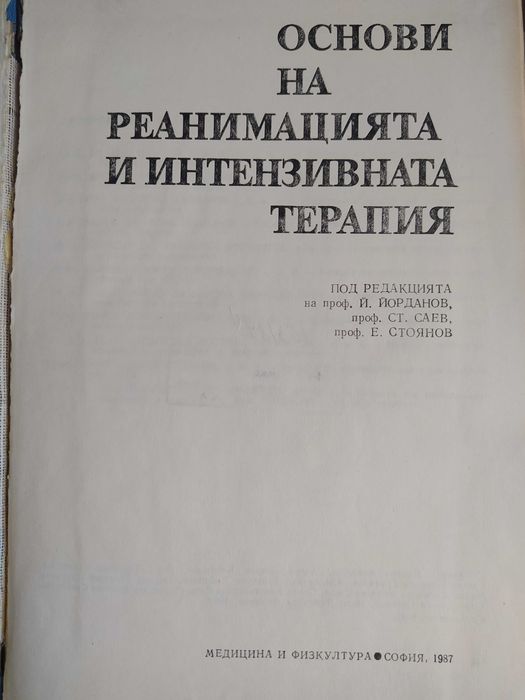 ОСНОВИ
НА
РЕАНИМАЦИЯТА
И ИНТЕНЗИВНАТА
ТЕРАПИЯ
ПОД РЕДАКЦИЯТА
на проф. Й. ЙОРДАНОВ,
проф. СТ. САЕВ,
проф. Е. СТОЯНОВ
МЕДИЦИНА И ФИЗКУЛТУРА ● СОФИЯ, 1987